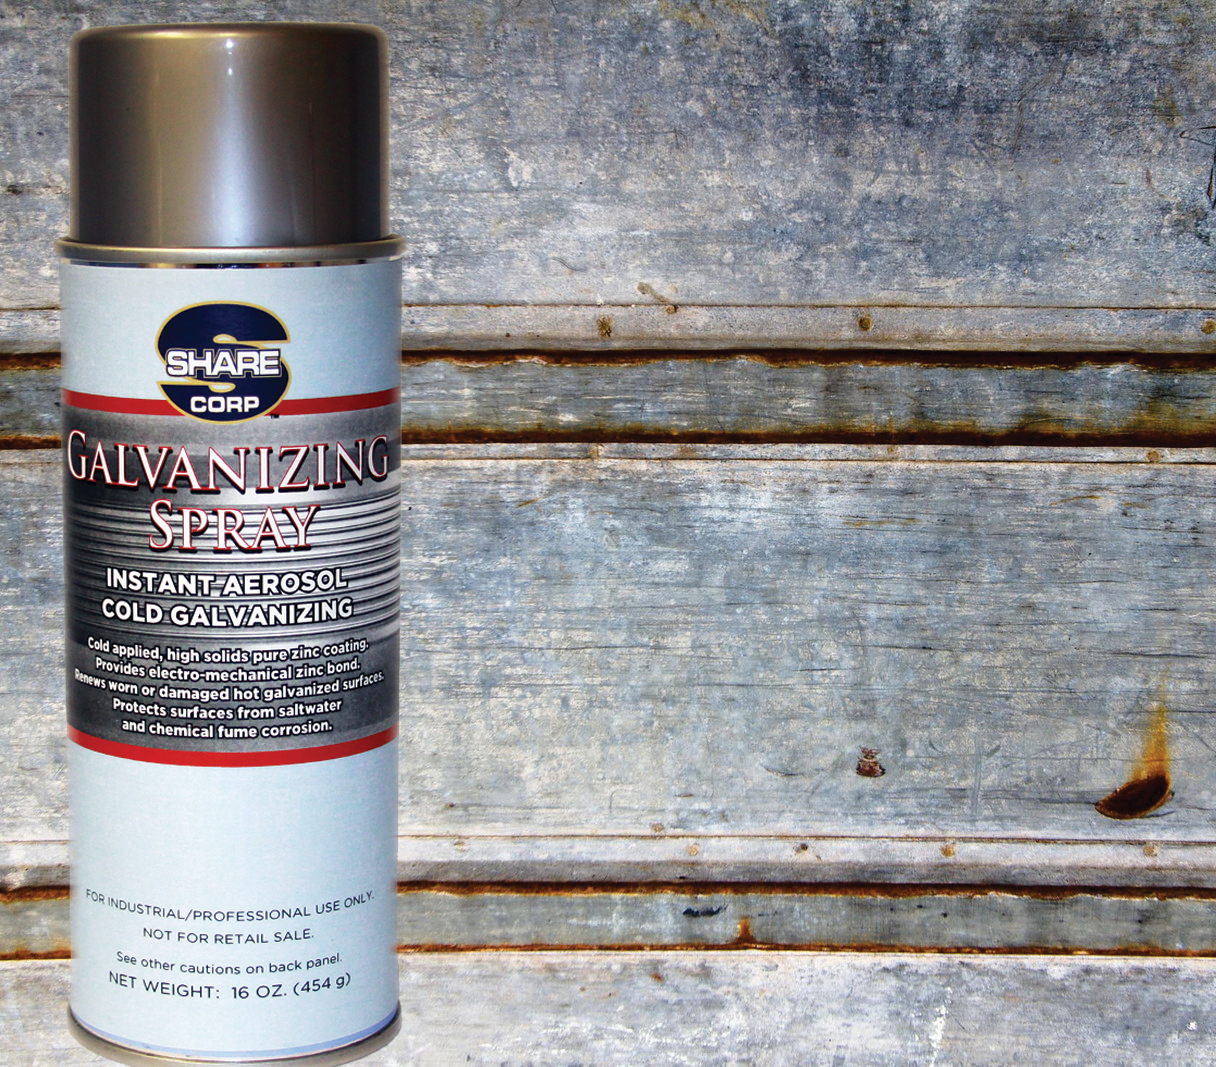 SHARE
CORP
GALVANIZING
SPRAY
INSTANT AEROSOL
COLD GALVANIZING
Cold applied, high solids pure zinc coating.
Provides electro-mechanical zinc bond.
Renews worn or damaged hot galvanized surfaces.
Protects surfaces from saltwater
and chemical fume corrosion.
FOR INDUSTRIAL/PROFESSIONAL USE ONLY.
NOT FOR RETAIL SALE.
See other cautions on back panel.
NET WEIGHT: 16 OZ. (454 g)